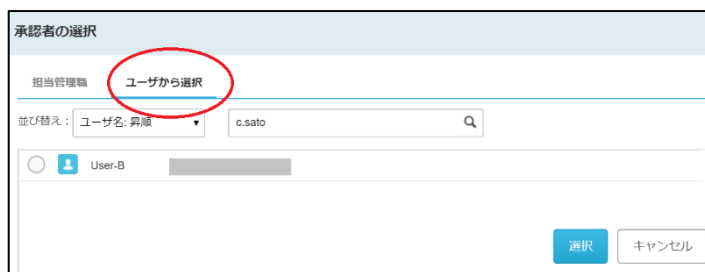 承認者の選択
担当管理職 ユーザから選択
並び替え： ユーザ名: 昇順 ▼ c.sato
User-B
選択 キャンセル